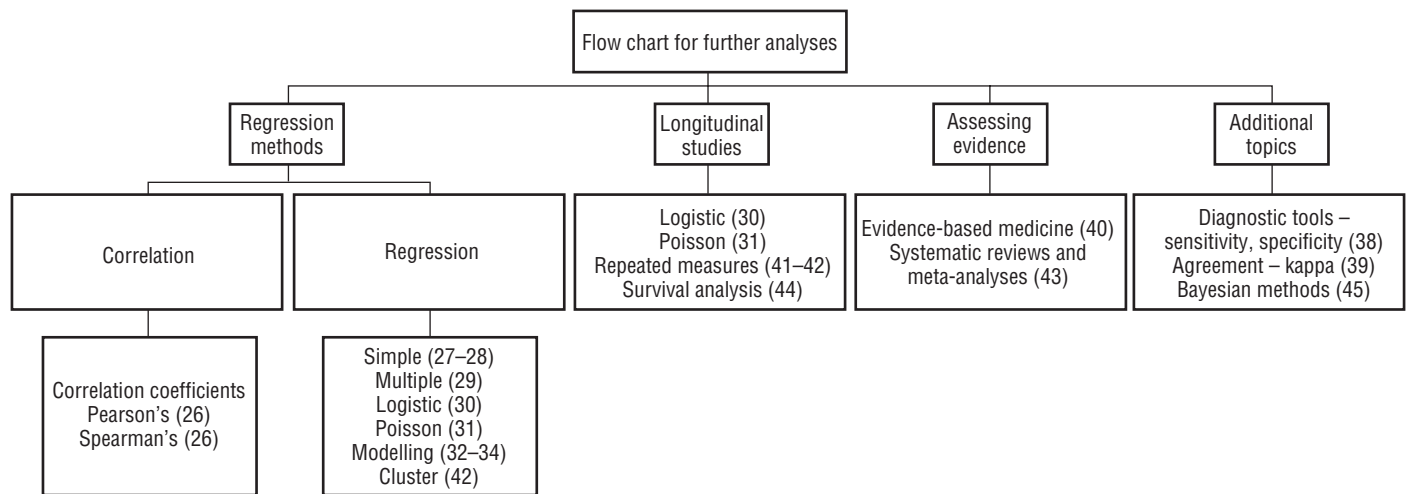 Flow chart for further analyses
Regression
methods
Longitudinal
studies
Assessing
evidence
Additional
topics
Correlation
Regression
Logistic (30)
Poisson (31)
Repeated measures (41–42)
Survival analysis (44)
Evidence-based medicine (40)
Systematic reviews and
meta-analyses (43)
Diagnostic tools –
sensitivity, specificity (38)
Agreement – kappa (39)
Bayesian methods (45)
Correlation coefficients
Pearson’s (26)
Spearman’s (26)
Simple (27–28)
Multiple (29)
Logistic (30)
Poisson (31)
Modelling (32–34)
Cluster (42)